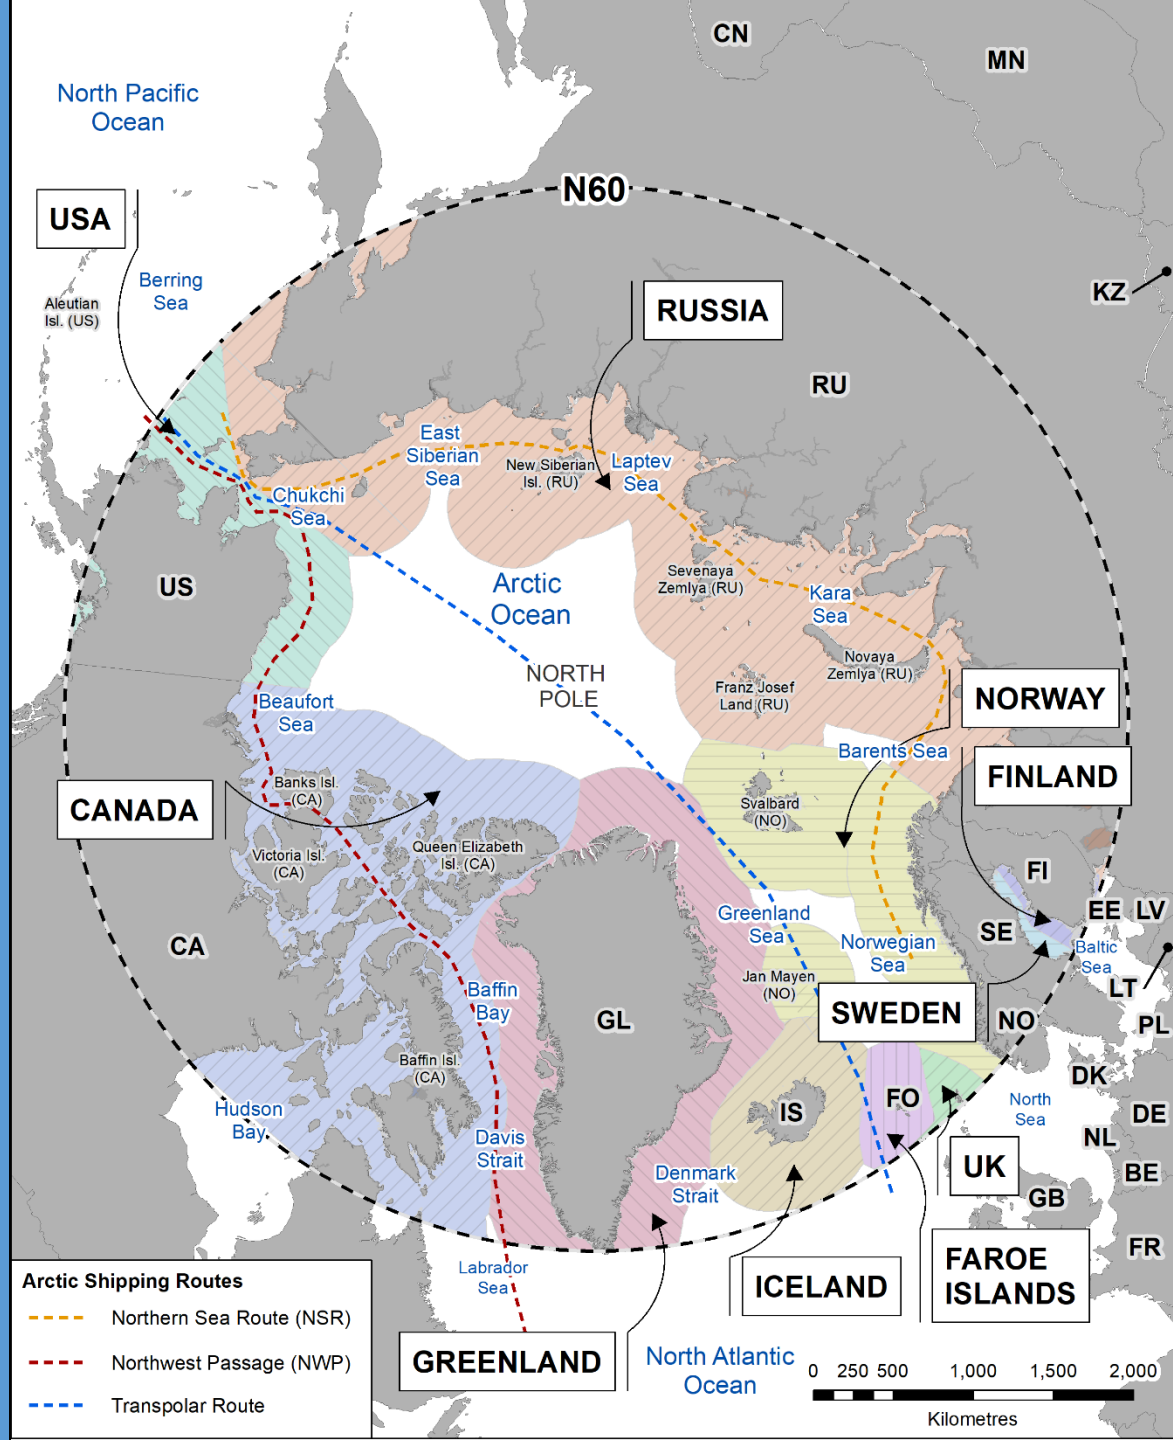 CN
MN
North Pacific
Ocean
N60
USA
Berring
Sea
Aleutian
Isl. (US)
KZ
RUSSIA
RU
East
Siberian
Sea
New Siberian
Isl. (RU)
Laptev
Sea
Chukchi
Sea
US
Arctic
Ocean
Sevenaya
Zemlya (RU)
Kara
Sea
NORTH
POLE
Novaya
Zemlya (RU)
Franz Josef
Land (RU)
NORWAY
Beaufort
Sea
Barents Sea
FINLAND
Banks Isl.
(CA)
CANADA
Svalbard
(NO)
Victoria Isl.
(CA)
Queen Elizabeth
Isl. (CA)
FI
EE
LV
Greenland
Sea
SE
CA
Norwegian
Sea
Baltic
Sea
Jan Mayen
(NO)
LT
Baffin
Bay
SWEDEN
GL
NO
PL
Baffin Isl.
(CA)
DK
Hudson
Bay
IS
FO
North
Sea
DE
NL
Davis
Strait
Denmark
Strait
UK
BE
GB
FR
Labrador
Sea
ICELAND
FAROE
ISLANDS
Arctic Shipping Routes
Northern Sea Route (NSR)
Northwest Passage (NWP)
Transpolar Route
GREENLAND
North Atlantic
Ocean
0 250 500 1,000 1,500 2,000
Kilometres